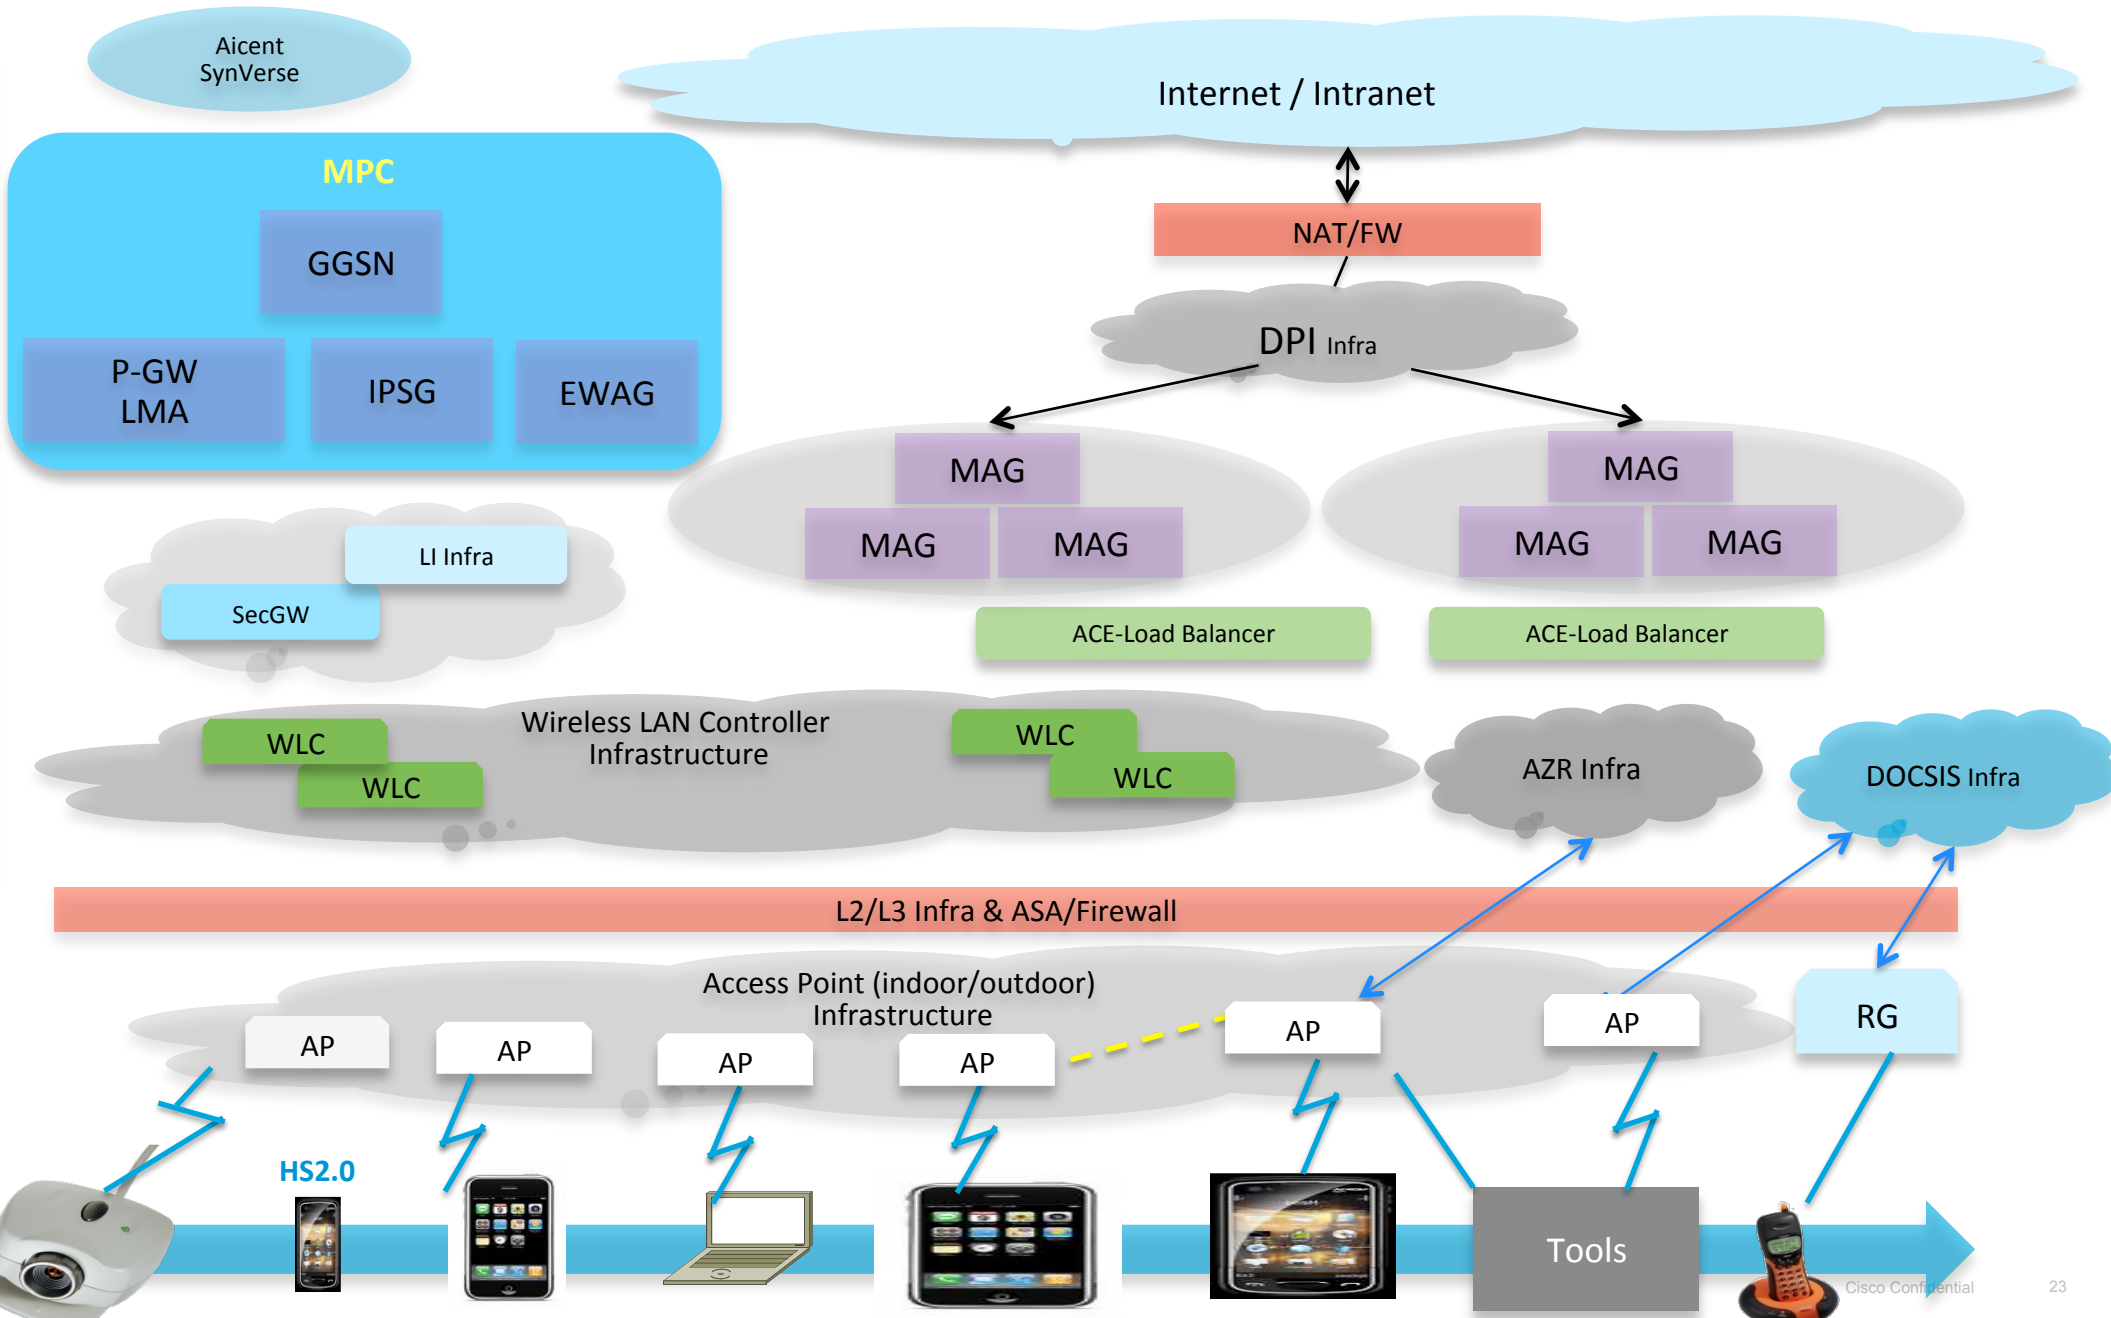 Aicent
SynVerse
Internet / Intranet
MPC
GGSN
P-GW
LMA
IPSG
EWAG
NAT/FW
DPI Infra
MAG
MAG
MAG
MAG
MAG
MAG
LI Infra
SecGW
ACE-Load Balancer
ACE-Load Balancer
Wireless LAN Controller
Infrastructure
WLC
WLC
WLC
WLC
AZR Infra
DOCSIS Infra
L2/L3 Infra & ASA/Firewall
Access Point (indoor/outdoor)
Infrastructure
AP
AP
AP
AP
AP
AP
RG
HS2.0
Tools
Cisco Confidential
23